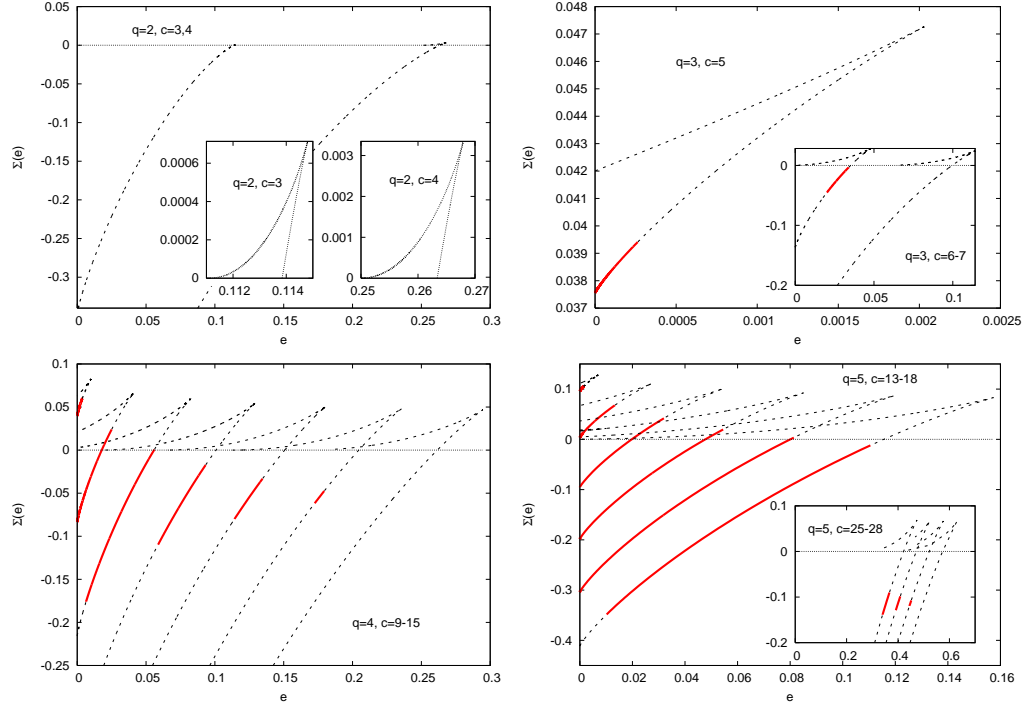 q=2, c=3,4
Σ(e)
0.05
0
-0.05
-0.1
-0.15
-0.2
-0.25
-0.3
0 0.05 0.1 0.15 0.2 0.25 0.3
e
q=2, c=3
0.0006
0.0004
0.0002
0.0000
0.112 0.114
q=2, c=4
0.003
0.002
0.001
0.000
0.25 0.26 0.27
q=3, c=5
Σ(e)
0.048
0.047
0.046
0.045
0.044
0.043
0.042
0.041
0.04
0.039
0.038
0.037
0 0.0005 0.001 0.0015 0.002 0.0025
e
0
-0.1
-0.2
q=3, c=6-7
0 0.05 0.1
Σ(e)
0.1
0.05
0
-0.05
-0.1
-0.15
-0.2
-0.25
q=4, c=9-15
0 0.05 0.1 0.15 0.2 0.25 0.3
e
q=5, c=13-18
Σ(e)
0.1
0
-0.1
-0.2
-0.3
-0.4
0 0.02 0.04 0.06 0.08 0.1 0.12 0.14 0.16
e
q=5, c=25-28
0.1
0
-0.1
-0.2
0 0.2 0.4 0.6